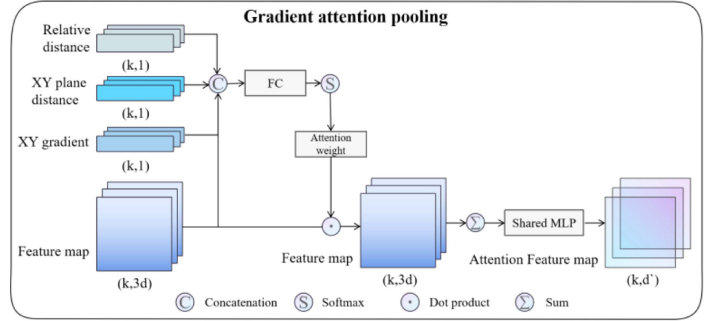 Gradient attention pooling
Relative
distance
(k,1)
XY plane
distance
(k,1)
XY gradient
(k,1)
C
FC
S
Attention
weight
Feature map
(k,3d)
Feature map
(k,3d)
Σ
Shared MLP
Attention Feature map
(k,d`)
C Concatenation S Softmax · Dot product Σ Sum